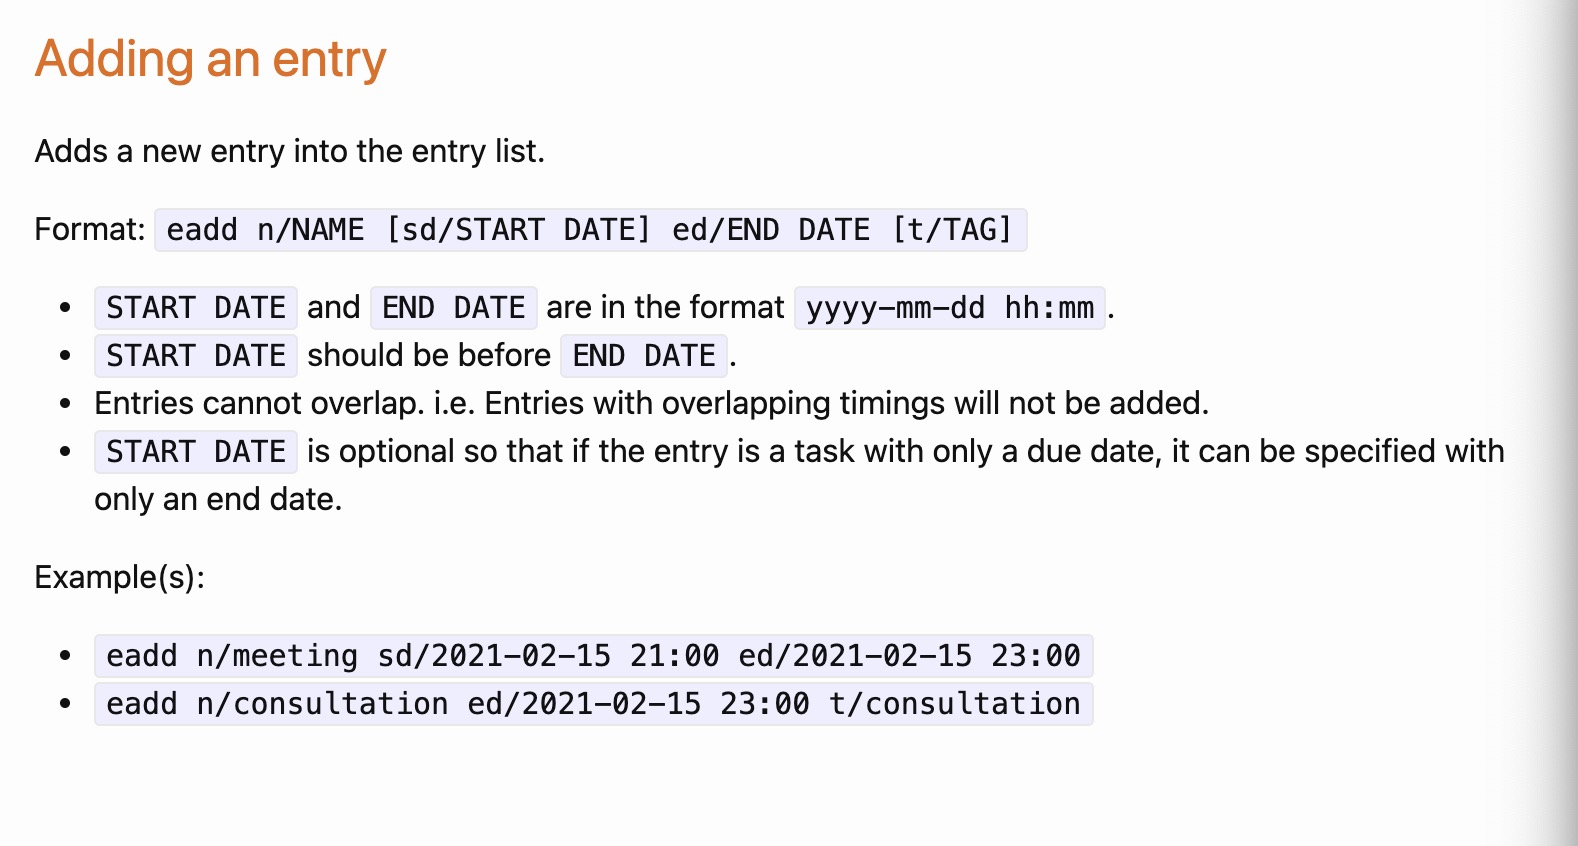 Adding an entry
Adds a new entry into the entry list.
Format: eadd n/NAME [sd/START DATE] ed/END DATE [t/TAG]
• START DATE and END DATE are in the format yyyy-mm-dd hh:mm.
• START DATE should be before END DATE.
• Entries cannot overlap. i.e. Entries with overlapping timings will not be added.
• START DATE is optional so that if the entry is a task with only a due date, it can be specified with
only an end date.
Example(s):
• eadd n/meeting sd/2021-02-15 21:00 ed/2021-02-15 23:00
• eadd n/consultation ed/2021-02-15 23:00 t/consultation